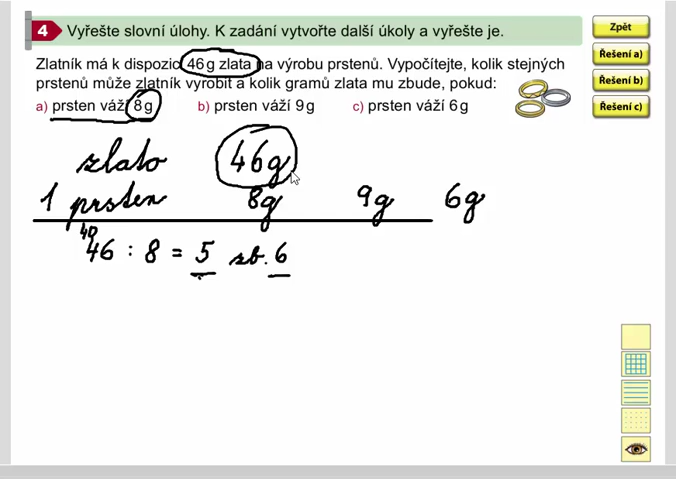 4 Vyřešte slovní úlohy. K zadání vytvořte další úkoly a vyřešte je.
Zpět
Řešení a)
Řešení b)
Řešení c)
Zlatník má k dispozici 46 g zlata na výrobu prstenů. Vypočítejte, kolik stejných
prstenů může zlatník vyrobit a kolik gramů zlata mu zbude, pokud:
a) prsten váží 8 g b) prsten váží 9 g c) prsten váží 6 g
zlato 46g
1 prsten 8g 9g 6g
40
46 : 8 = 5 zb. 6